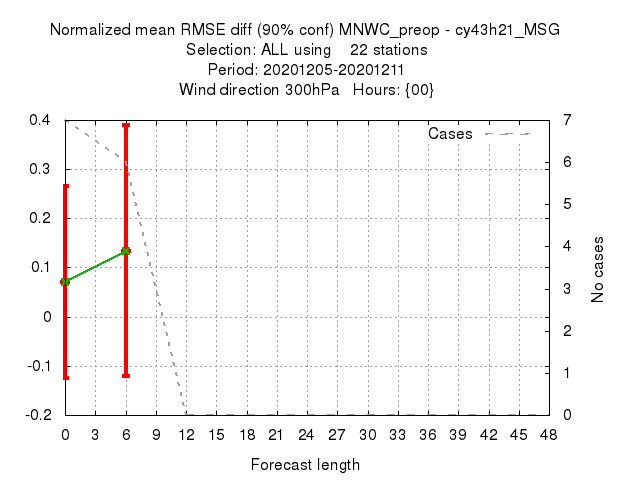 Normalized mean RMSE diff (90% conf) MNWC_preop - cy43h21_MSG
Selection: ALL using    22 stations
Period: 20201205-20201211
Wind direction 300hPa   Hours: {00}
Cases
0.4
0.3
0.2
0.1
0
-0.1
-0.2
7
6
5
4
3
2
1
0
No cases
0 3 6 9 12 15 18 21 24 27 30 33 36 39 42 45 48
Forecast length